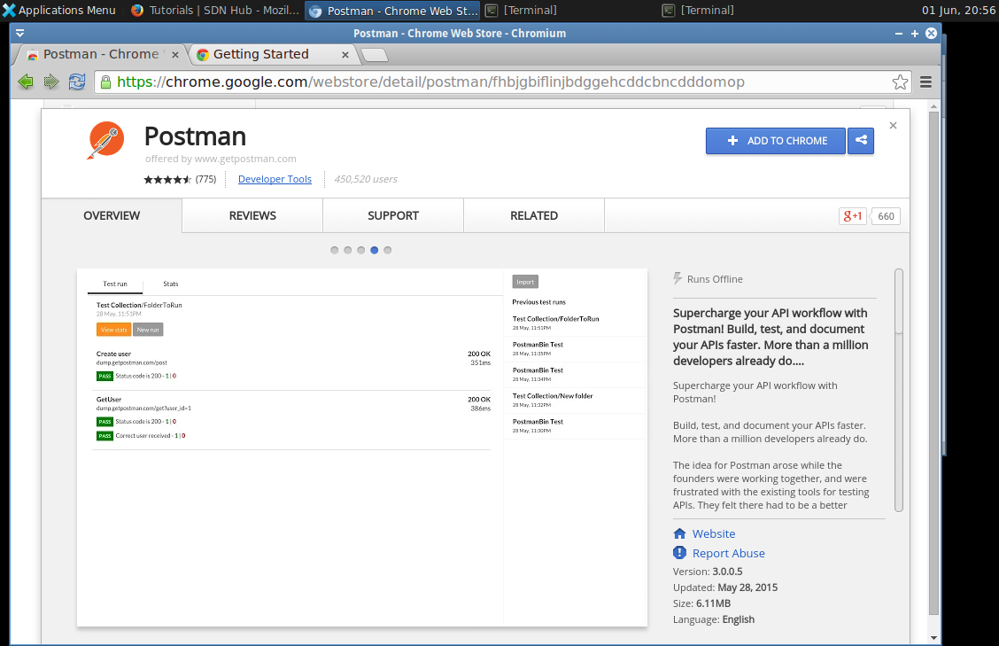 Applications Menu
Tutorials | SDN Hub - Mozil...
Postman - Chrome Web St...
[Terminal]
[Terminal]
01 Jun, 20:56
Postman - Chrome Web Store - Chromium
Postman - Chrome
Getting Started
https://chrome.google.com/webstore/detail/postman/fhbjgbiflinjbdggehcddcbncdddomop
Postman
offered by www.getpostman.com
(775)
Developer Tools
450,520 users
ADD TO CHROME
OVERVIEW
REVIEWS
SUPPORT
RELATED
g+1
660
Test run
Stats
Test Collection/FolderToRun
28 May, 11:51PM
View stats
New run
Create user
200 OK
dump.getpostman.com/post
351ms
PASS Status code is 200 - 1 | 0
GetUser
200 OK
dump.getpostman.com/get?user_id=1
386ms
PASS Status code is 200 - 1 | 0
PASS Correct user received - 1 | 0
Import
Previous test runs
Test Collection/FolderToRun
28 May, 11:51PM
PostmanBin Test
28 May, 11:35PM
PostmanBin Test
28 May, 11:34PM
Test Collection/New folder
28 May, 11:32PM
PostmanBin Test
28 May, 11:30PM
Runs Offline
Supercharge your API workflow with
Postman! Build, test, and document
your APIs faster. More than a million
developers already do....
Supercharge your API workflow with
Postman!
Build, test, and document your APIs faster.
More than a million developers already do.
The idea for Postman arose while the
founders were working together, and were
frustrated with the existing tools for testing
APIs. They felt there had to be a better
Website
Report Abuse
Version: 3.0.0.5
Updated: May 28, 2015
Size: 6.11MB
Language: English